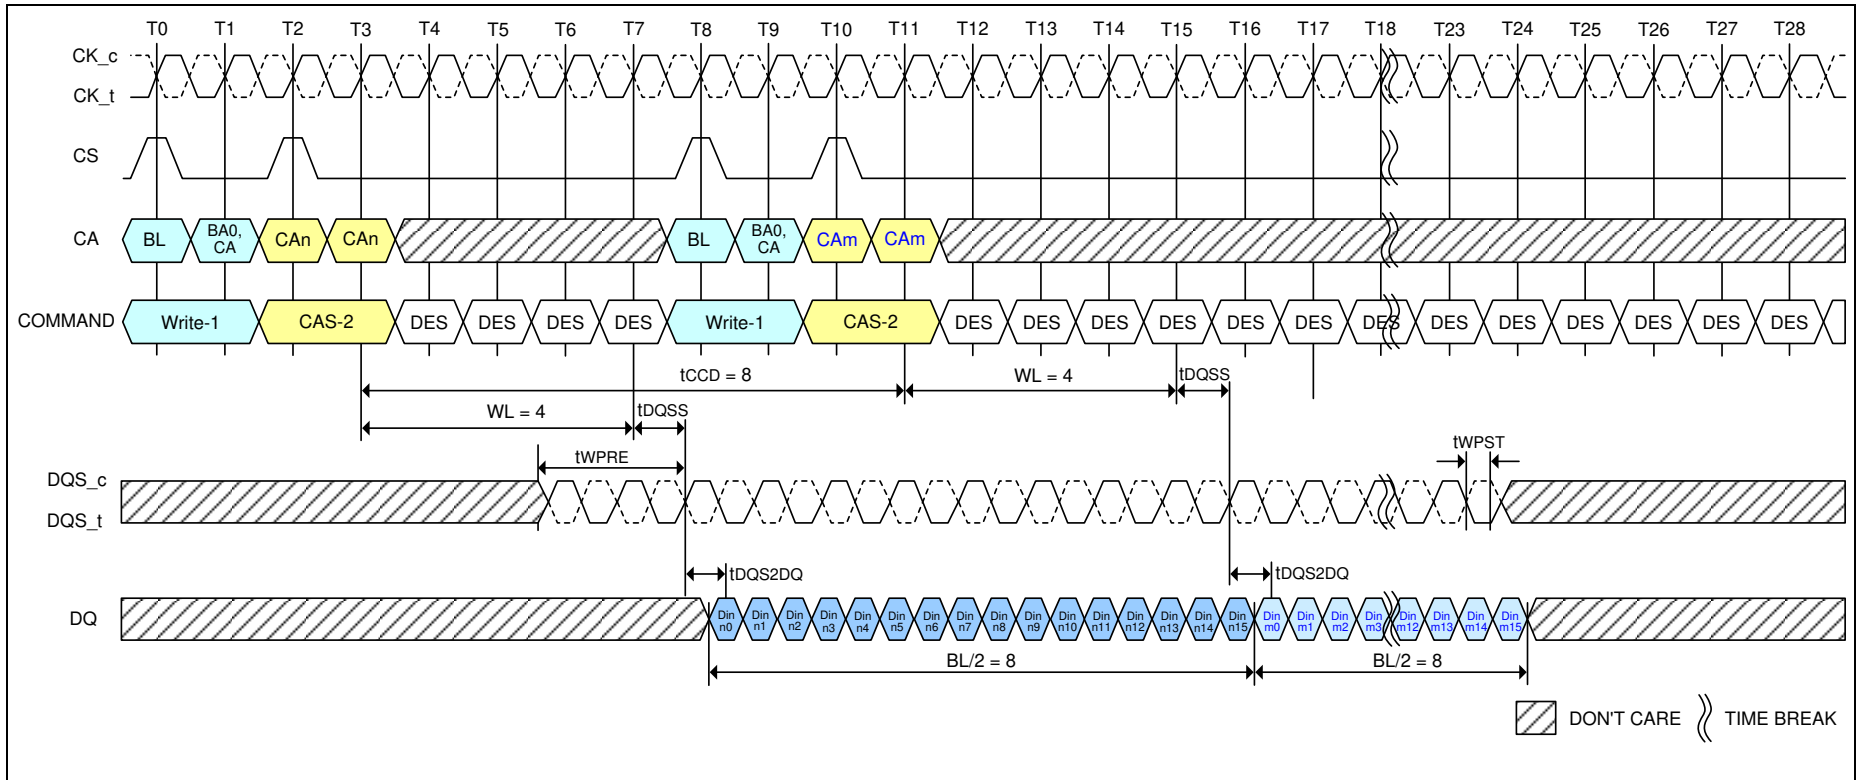 T0 T1 T2 T3 T4 T5 T6 T7 T8 T9 T10 T11 T12 T13 T14 T15 T16 T17 T18 T23 T24 T25 T26 T27 T28
CK_c
CK_t
CS
CA BL BA0, CA CAn CAn BL BA0, CA CAm CAm
COMMAND Write-1 CAS-2 DES DES DES DES Write-1 CAS-2 DES DES DES DES DES DES DES DES DES DES DES DES DES
tCCD = 8 WL = 4 tDQSS
WL = 4 tDQSS
tWPRE tWPST
DQS_c
DQS_t
tDQS2DQ tDQS2DQ
DQ Din n0 Din n1 Din n2 Din n3 Din n4 Din n5 Din n6 Din n7 Din n8 Din n9 Din n10 Din n11 Din n12 Din n13 Din n14 Din n15 Din m0 Din m1 Din m2 Din m3 Din m12 Din m13 Din m14 Din m15
BL/2 = 8 BL/2 = 8
DON'T CARE TIME BREAK